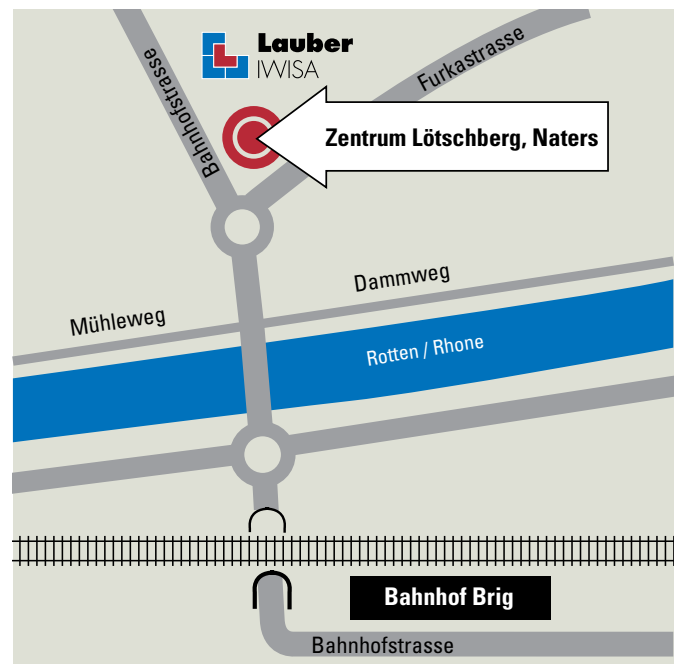 Lauber
IWISA
Bahnhofstrasse
Furkastrasse
Zentrum Lötschberg, Naters
Dammweg
Mühleweg
Rotten / Rhone
Bahnhof Brig
Bahnhofstrasse